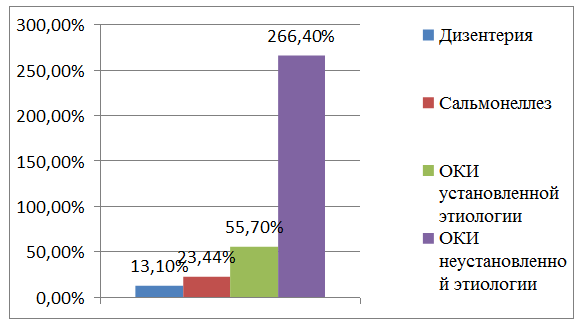 300,00%
250,00%
200,00%
150,00%
100,00%
50,00%
0,00%
13,10%
23,44%
55,70%
266,40%
Дизентерия
Сальмонеллез
ОКИ
установленной
этиологии
ОКИ
неустановленно
й этиологии